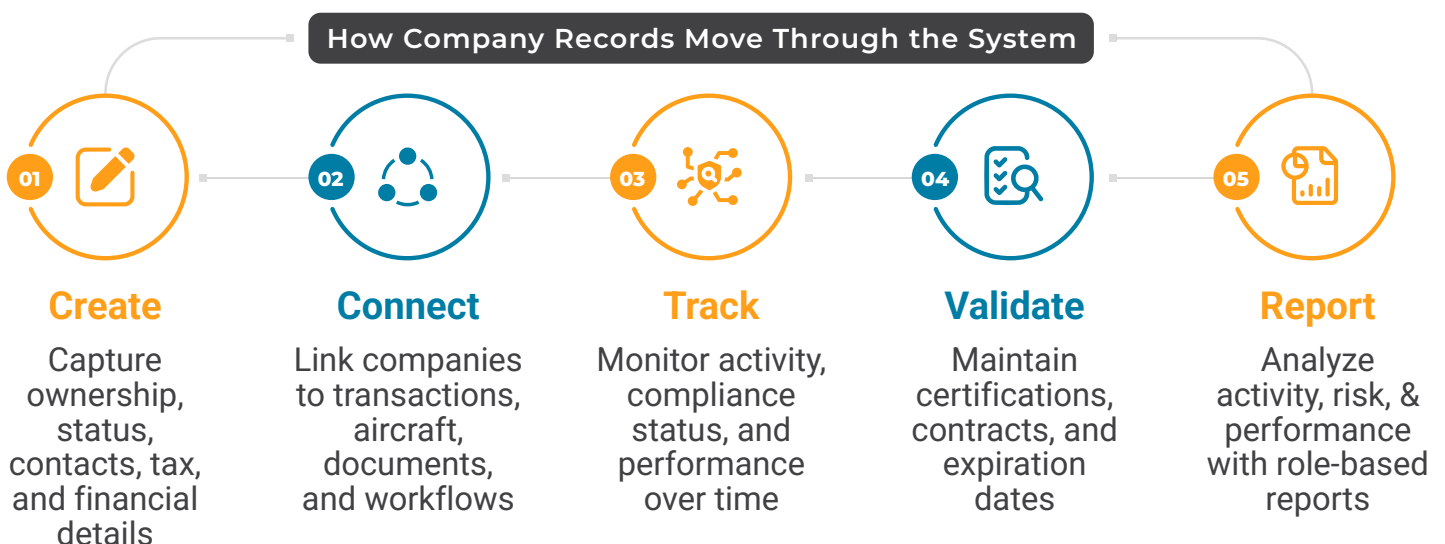 How Company Records Move Through the System
01
Create
Capture
ownership,
status,
contacts, tax,
and financial
details
02
Connect
Link companies
to transactions,
aircraft,
documents,
and workflows
03
Track
Monitor activity,
compliance
status, and
performance
over time
04
Validate
Maintain
certifications,
contracts, and
expiration
dates
05
Report
Analyze
activity, risk, &
performance
with role-based
reports